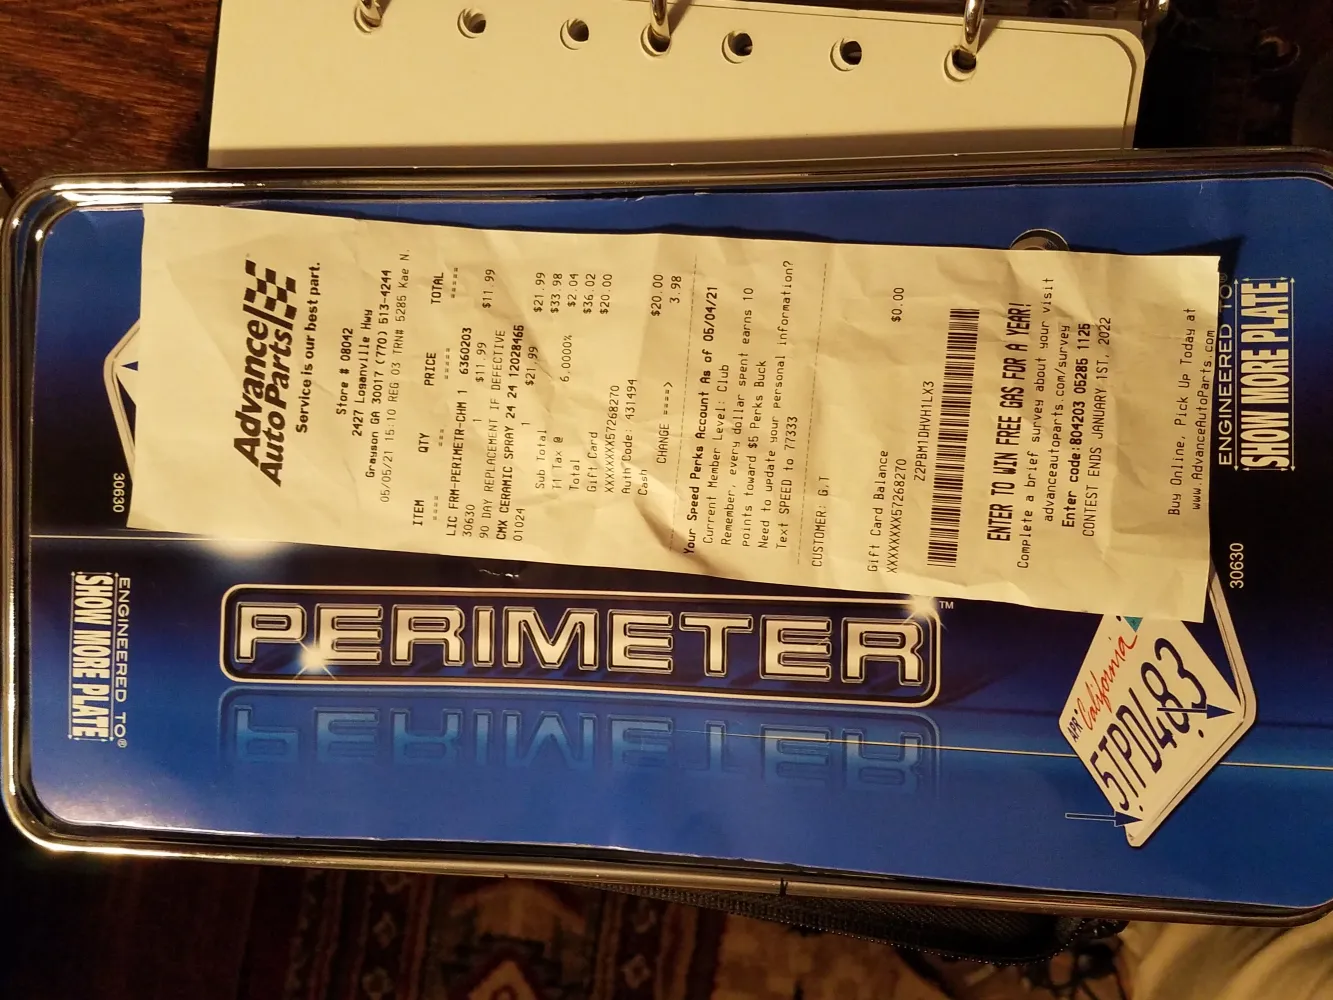 Advance
Auto Parts
Service is our best part.
Store # 08042
2427 Loganville Hwy
Grayson GA 30017 (770) 513-4244
05/05/21 15:10 REG 03 TRN# 5285 Kae N.
ITEM QTY PRICE TOTAL
==== === ===== =====
LIC FRM-PERIMETR-CHM 1 6360203
30630 1 $11.99 $11.99
90 DAY REPLACEMENT IF DEFECTIVE
CMX CERAMIC SPRAY 24 24 12028466
01024 1 $21.99 $21.99
Sub Total $33.98
T1 Tax @ 6.0000% $2.04
Total $36.02
Gift Card $20.00
XXXXXXXX57268270
Auth Code: 431494
Cash $20.00
CHANGE ====> 3.98
Your Speed Perks Account As of 05/04/21
Current Member Level: Club
Remember, every dollar spent earns 10
points toward $5 Perks Buck
Need to update your personal information?
Text SPEED to 77333
CUSTOMER: G.T
Gift Card Balance $0.00
XXXXXXXX57268270
Z2PBM1DHVH1LX3
ENTER TO WIN FREE GAS FOR A YEAR!
Complete a brief survey about your visit
advanceautoparts.com/survey
Enter code:804203 05285 1125
CONTEST ENDS JANUARY 1ST, 2022
Buy Online, Pick Up Today at
www.AdvanceAutoParts.com
30630
ENGINEERED TO®
SHOW MORE PLATE
PERIMETER™
ENGINEERED TO®
SHOW MORE PLATE
30630
APR California
5TPD483